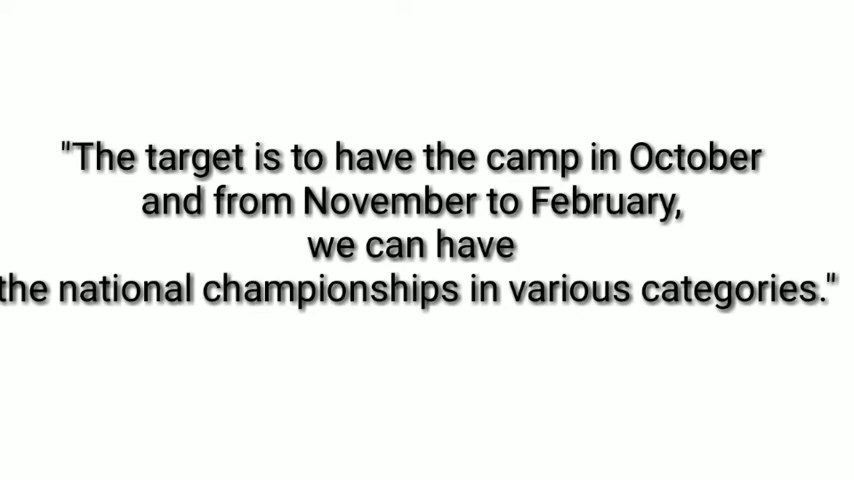 "The target is to have the camp in October
and from November to February,
we can have
the national championships in various categories."